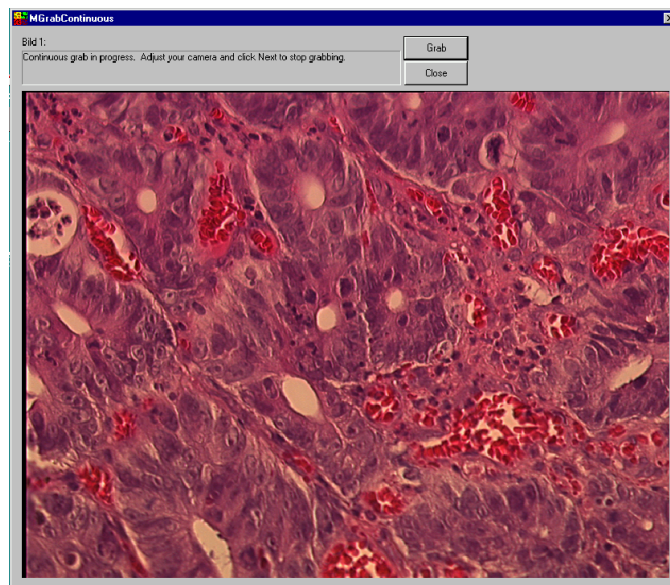 MGrabContinuous
Bild 1:
Continuous grab in progress. Adjust your camera and click Next to stop grabbing.
Grab
Close